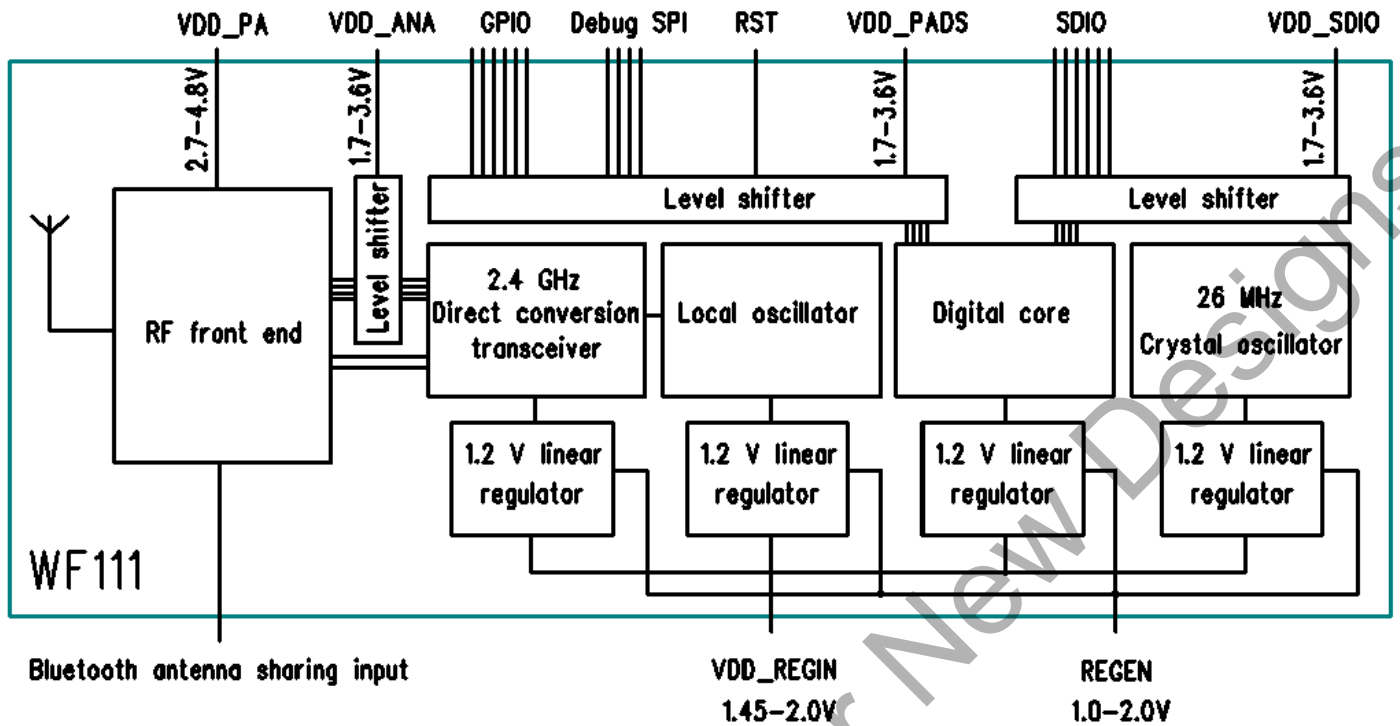 VDD_PA VDD_ANA GPIO Debug SPI RST VDD_PADS SDIO VDD_SDIO
2.7-4.8V
1.7-3.6V
1.7-3.6V
1.7-3.6V
Level shifter
Level shifter
Level shifter
RF front end
2.4 GHz
Direct conversion
transceiver
Local oscillator
Digital core
26 MHz
Crystal oscillator
1.2 V linear
regulator
1.2 V linear
regulator
1.2 V linear
regulator
1.2 V linear
regulator
WF111
Bluetooth antenna sharing input
VDD_REGIN
1.45-2.0V
REGEN
1.0-2.0V
r New Designs